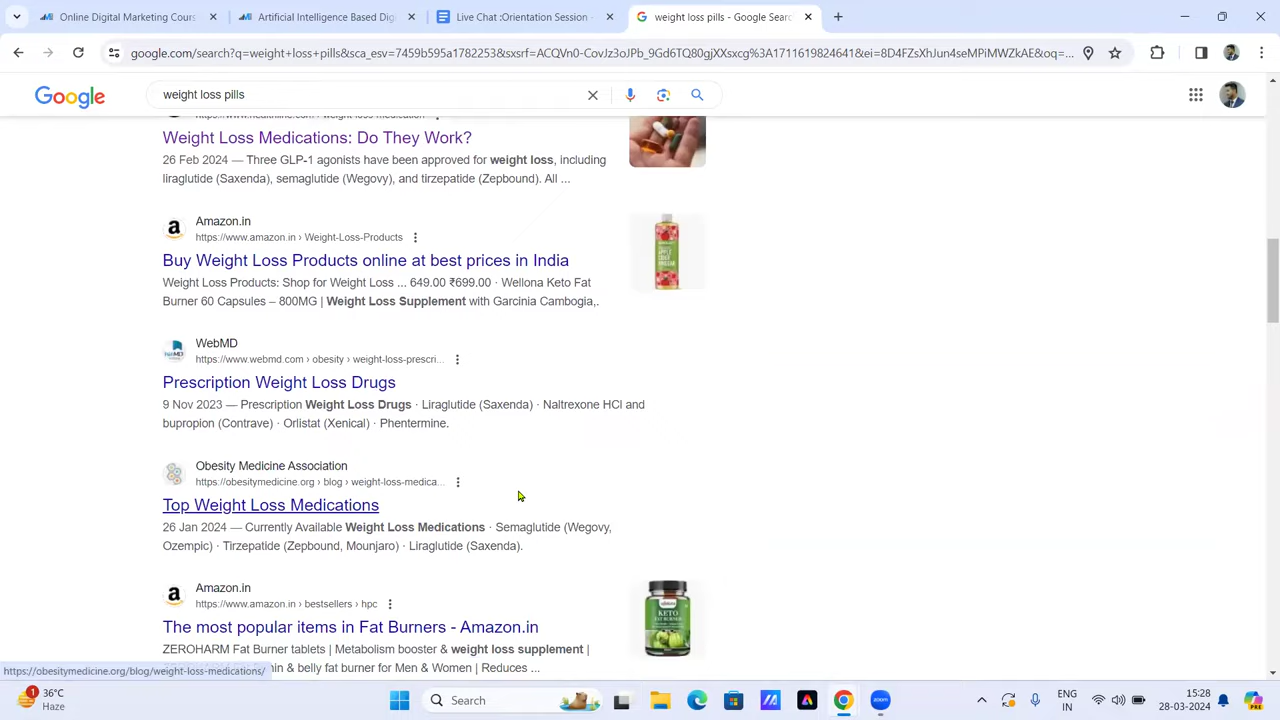 Online Digital Marketing Cours
Artificial Intelligence Based Di
Live Chat :Orientation Session -
weight loss pills - Google Searc
google.com/search?q=weight+loss+pills&sca_esv=7459b595a1782253&sxsrf=ACQVn0-CovJz3oJPb_9Gd6TQ80gjXXsxcg%3A1711619824641&ei=8D4FZsXhJun4seMPiMWZkAE&oq=...
Google
weight loss pills
Weight Loss Medications: Do They Work?
26 Feb 2024 — Three GLP-1 agonists have been approved for weight loss, including
liraglutide (Saxenda), semaglutide (Wegovy), and tirzepatide (Zepbound). All ...
a
Amazon.in
https://www.amazon.in › Weight-Loss-Products
Buy Weight Loss Products online at best prices in India
Weight Loss Products: Shop for Weight Loss ... 649.00 ₹699.00 · Wellona Keto Fat
Burner 60 Capsules – 800MG | Weight Loss Supplement with Garcinia Cambogia,.
WebMD
https://www.webmd.com › obesity › weight-loss-prescri...
Prescription Weight Loss Drugs
9 Nov 2023 — Prescription Weight Loss Drugs · Liraglutide (Saxenda) · Naltrexone HCl and
bupropion (Contrave) · Orlistat (Xenical) · Phentermine.
Obesity Medicine Association
https://obesitymedicine.org › blog › weight-loss-medica...
Top Weight Loss Medications
26 Jan 2024 — Currently Available Weight Loss Medications · Semaglutide (Wegovy,
Ozempic) · Tirzepatide (Zepbound, Mounjaro) · Liraglutide (Saxenda).
a
Amazon.in
https://www.amazon.in › bestsellers › hpc
The most popular items in Fat Burners - Amazon.in
KETO
FAT BURNER
ZEROHARM Fat Burner tablets | Metabolism booster & weight loss supplement |
& belly fat burner for Men & Women | Reduces ...
https://obesitymedicine.org/blog/weight-loss-medications/
1
36°C
Haze
Search
zoom
ENG
IN
15:28
28-03-2024
PRE